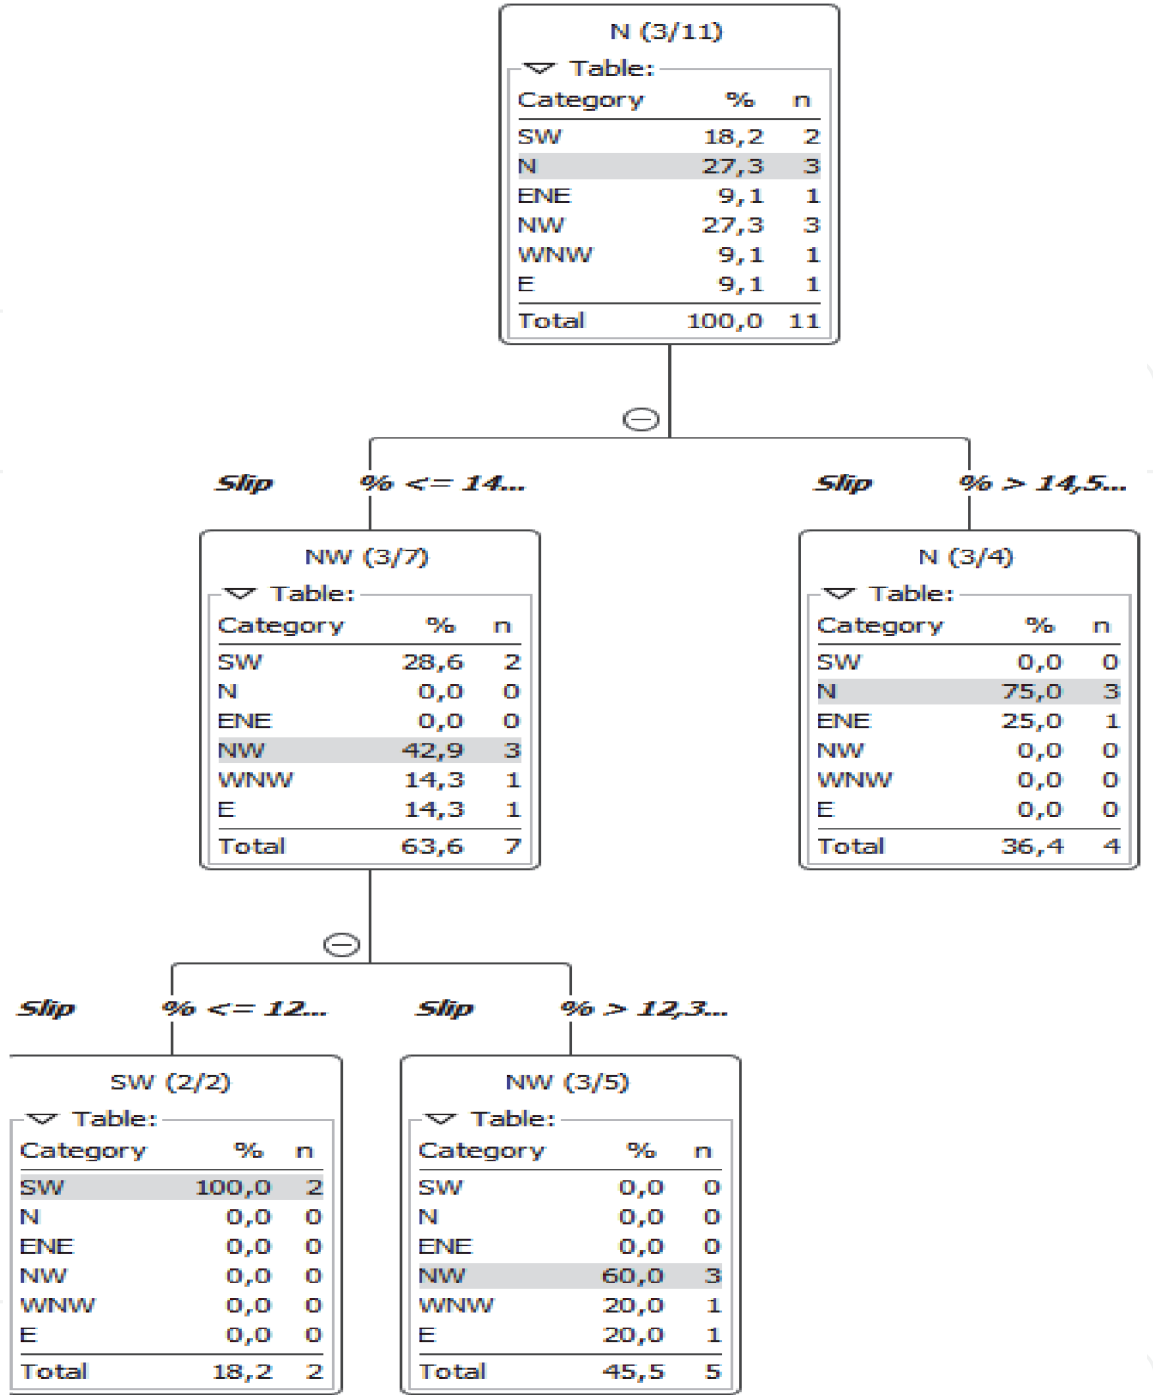 N (3/11)
Table:
Category % n
SW 18,2 2
N 27,3 3
ENE 9,1 1
NW 27,3 3
WNW 9,1 1
E 9,1 1
Total 100,0 11
Slip % <= 14...
Slip % > 14,5...
NW (3/7)
Table:
Category % n
SW 28,6 2
N 0,0 0
ENE 0,0 0
NW 42,9 3
WNW 14,3 1
E 14,3 1
Total 63,6 7
N (3/4)
Table:
Category % n
SW 0,0 0
N 75,0 3
ENE 25,0 1
NW 0,0 0
WNW 0,0 0
E 0,0 0
Total 36,4 4
Slip % <= 12...
Slip % > 12,3...
SW (2/2)
Table:
Category % n
SW 100,0 2
N 0,0 0
ENE 0,0 0
NW 0,0 0
WNW 0,0 0
E 0,0 0
Total 18,2 2
NW (3/5)
Table:
Category % n
SW 0,0 0
N 0,0 0
ENE 0,0 0
NW 60,0 3
WNW 20,0 1
E 20,0 1
Total 45,5 5